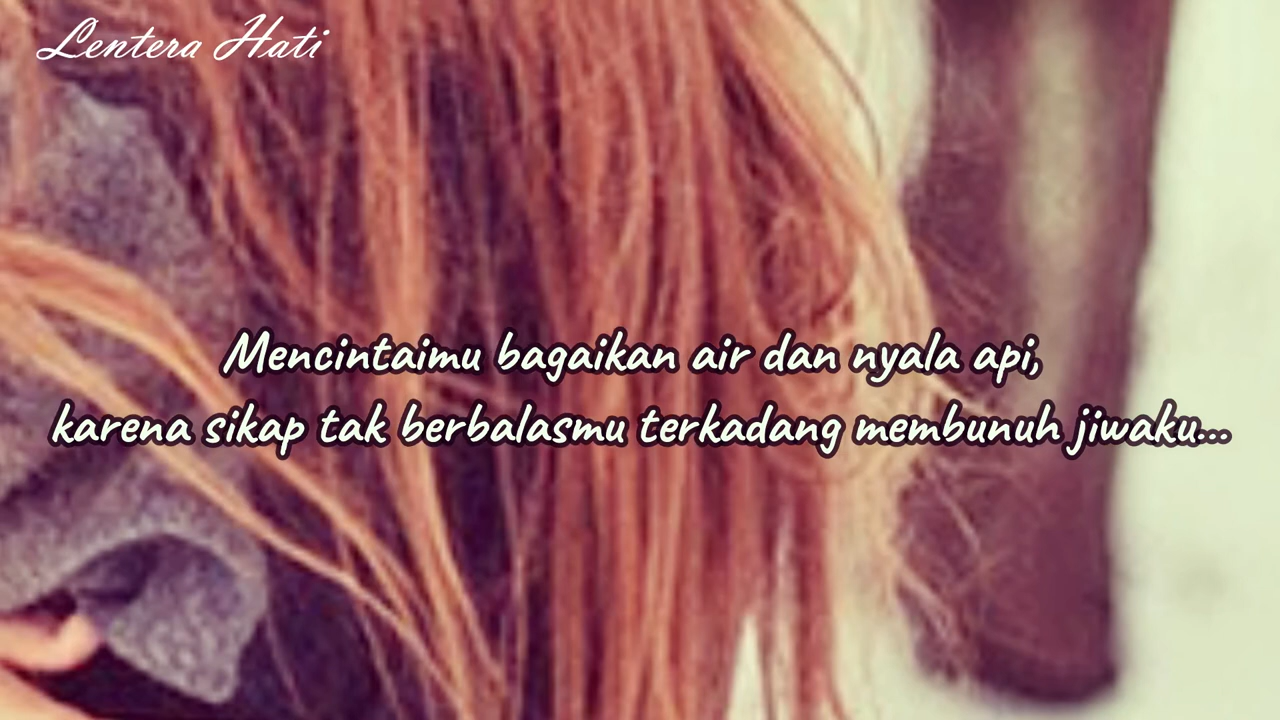 Lentera Hati
Mencintaimu bagaikan air dan nyala api,
karena sikap tak berbalasmu terkadang membunuh jiwaku...